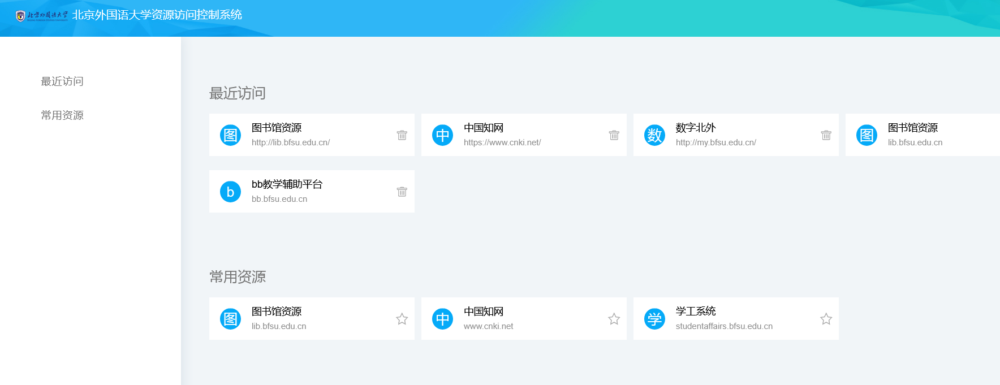 北京外国语大学 北京外国语大学资源访问控制系统
最近访问
常用资源
最近访问
图 图书馆资源
http://lib.bfsu.edu.cn/
中 中国知网
https://www.cnki.net/
数 数字北外
http://my.bfsu.edu.cn/
图 图书馆资源
lib.bfsu.edu.cn
b bb教学辅助平台
bb.bfsu.edu.cn
常用资源
图 图书馆资源
lib.bfsu.edu.cn
中 中国知网
www.cnki.net
学 学工系统
studentaffairs.bfsu.edu.cn